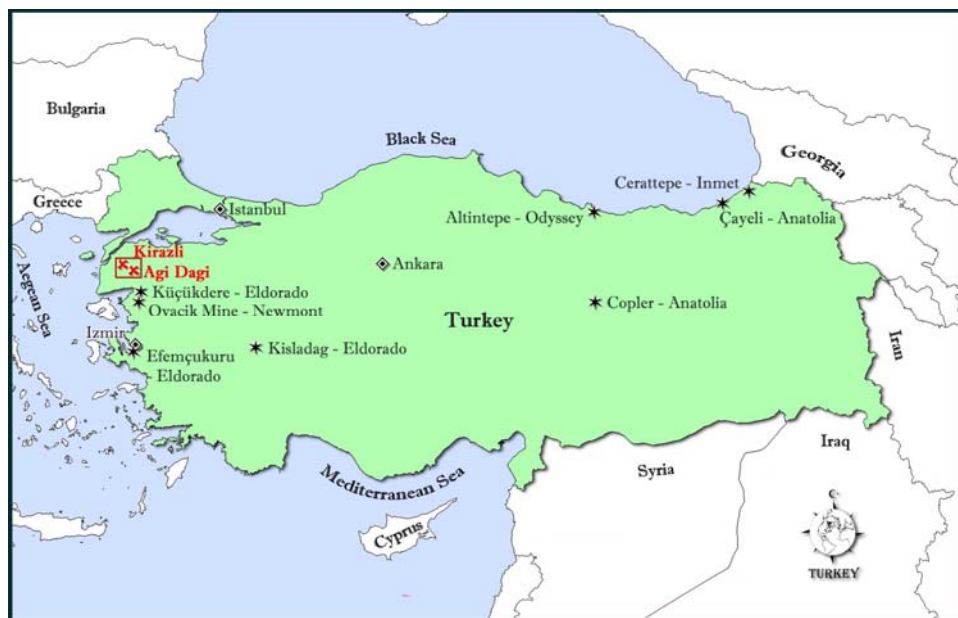 Bulgaria
Black Sea
Georgia
Greece
Istanbul
Cerattepe - Inmet
Altintepe - Odyssey
Çayeli - Anatolia
Kirazli
Agi Dagi
Ankara
Aegean Sea
Küçükdere - Eldorado
Ovacik Mine - Newmont
Copler - Anatolia
Turkey
Izmir
Efemçukuru
- Eldorado
Kisladag - Eldorado
Iran
Iraq
Syria
Mediterranean Sea
Cyprus
TURKEY